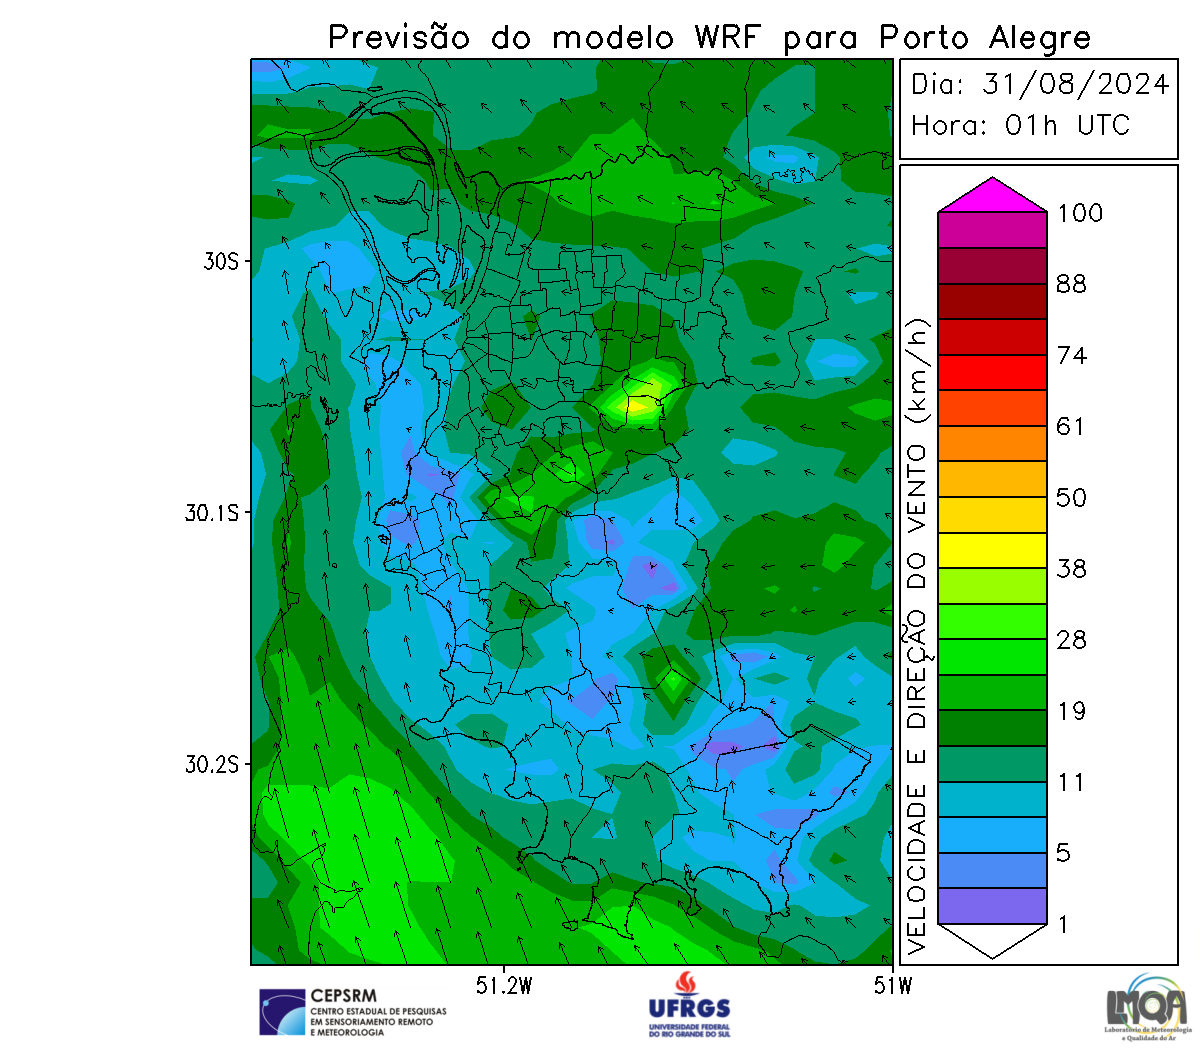 Previsão do modelo WRF para Porto Alegre
Dia: 31/08/2024
Hora: 01h UTC
30S
30.1S
30.2S
51.2W
51W
VELOCIDADE E DIREÇÃO DO VENTO (km/h)
100
88
74
61
50
38
28
19
11
5
1
CEPSRM
CENTRO ESTADUAL DE PESQUISAS
EM SENSORIAMENTO REMOTO
E METEOROLOGIA
UFRGS
UNIVERSIDADE FEDERAL
DO RIO GRANDE DO SUL
LMQA
Laboratório de Meteorologia
e Qualidade do Ar